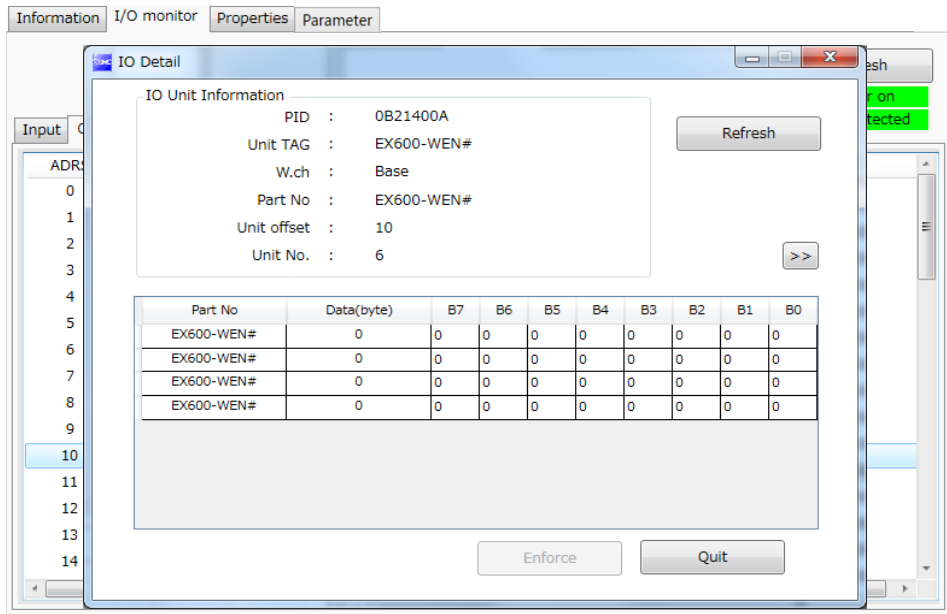 Information I/O monitor Properties Parameter
IO Detail
esh
r on
tected
Input
IO Unit Information
PID : 0B21400A
Unit TAG : EX600-WEN#
W.ch : Base
Part No : EX600-WEN#
Unit offset : 10
Unit No. : 6
Refresh
>>
ADRS
0
1
2
3
4
5
6
7
8
9
10
11
12
13
14
Part No Data(byte) B7 B6 B5 B4 B3 B2 B1 B0
EX600-WEN# 0 0 0 0 0 0 0 0 0
EX600-WEN# 0 0 0 0 0 0 0 0 0
EX600-WEN# 0 0 0 0 0 0 0 0 0
EX600-WEN# 0 0 0 0 0 0 0 0 0
Enforce Quit